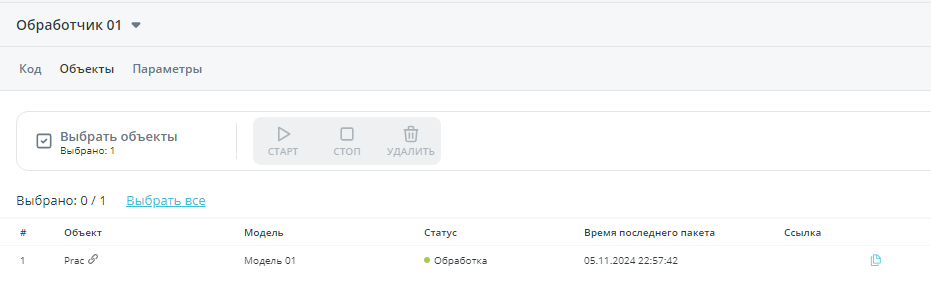 Обработчик 01
Код Объекты Параметры
Выбрать объекты
Выбрано: 1
СТАРТ СТОП УДАЛИТЬ
Выбрано: 0 / 1 Выбрать все
# Объект Модель Статус Время последнего пакета Ссылка
1 Prac Модель 01 Обработка 05.11.2024 22:57:42